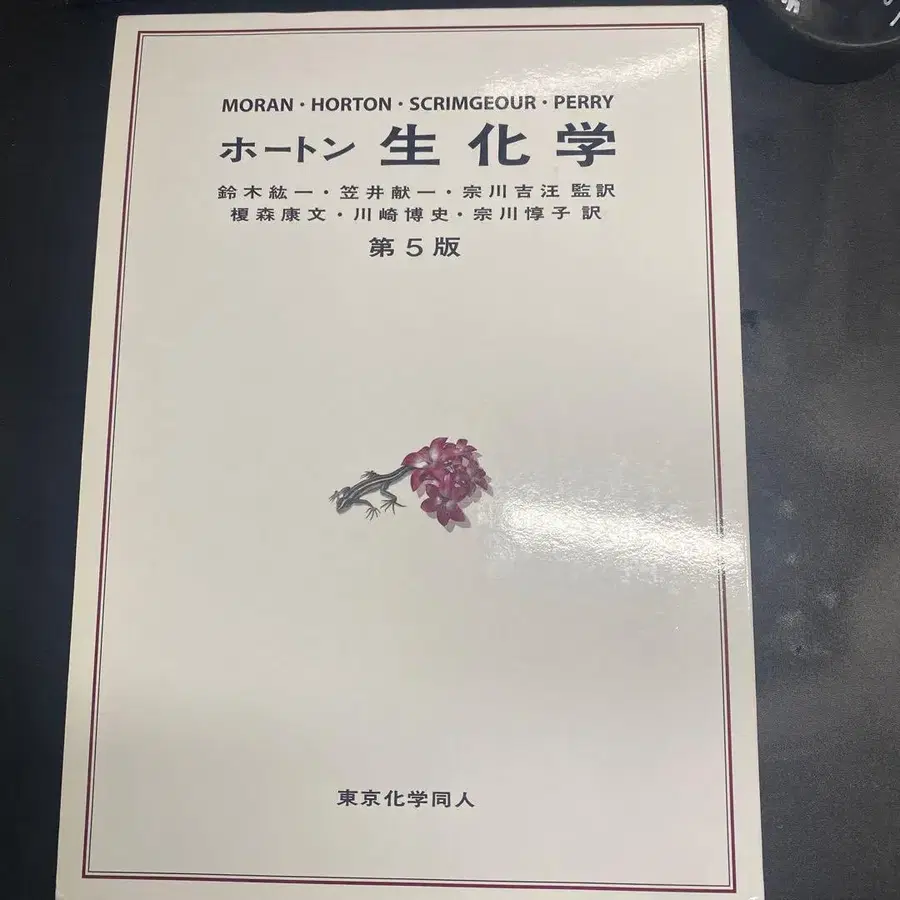 MORAN・HORTON・SCRIMGEOUR・PERRY
ホートン 生化学
鈴木紘一・笠井献一・宗川吉汪 監訳
榎森康文・川崎博史・宗川惇子 訳
第5版
東京化学同人